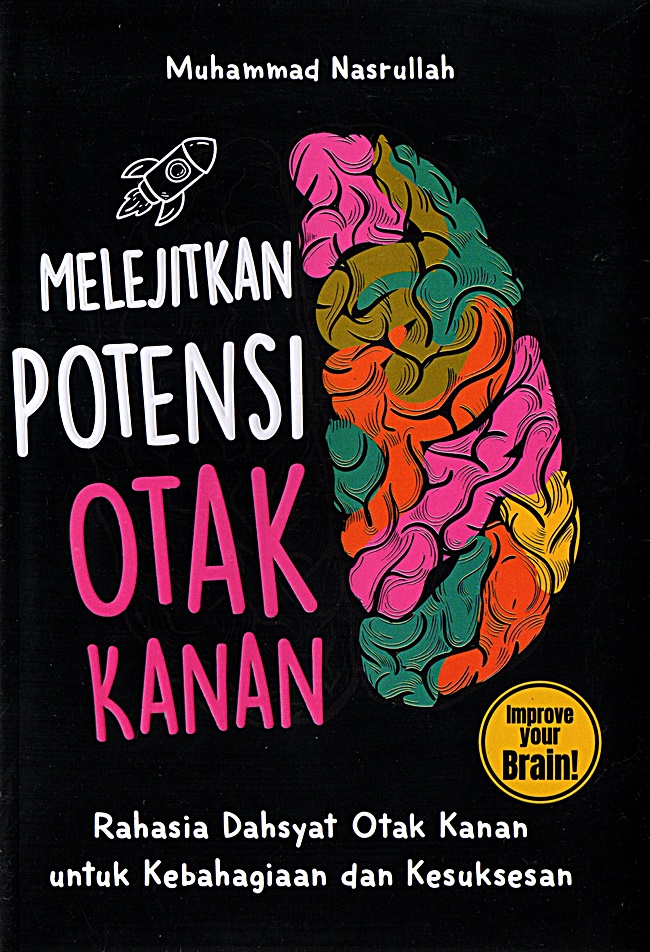 Muhammad Nasrullah
MELEJITKAN
POTENSI
OTAK
KANAN
Improve
your
Brain!
Rahasia Dahsyat Otak Kanan
untuk Kebahagiaan dan Kesuksesan